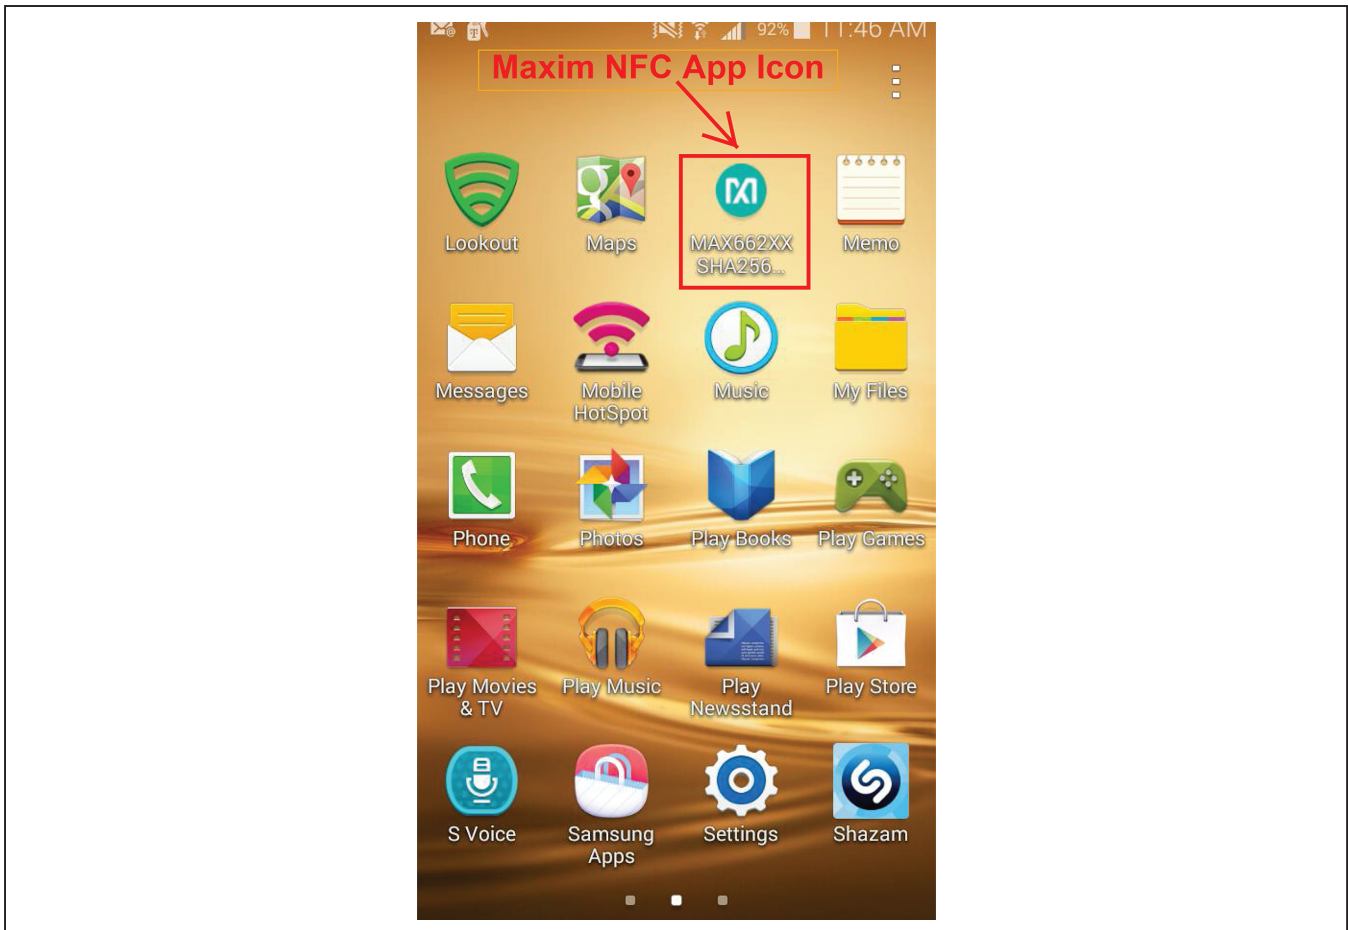 92% 11:46 AM
Maxim NFC App Icon
Lookout
Maps
MAX662XX
SHA256...
Memo
Messages
Mobile
HotSpot
Music
My Files
Phone
Photos
Play Books
Play Games
Play Movies
& TV
Play Music
Play
Newsstand
Play Store
S Voice
Samsung
Apps
Settings
Shazam